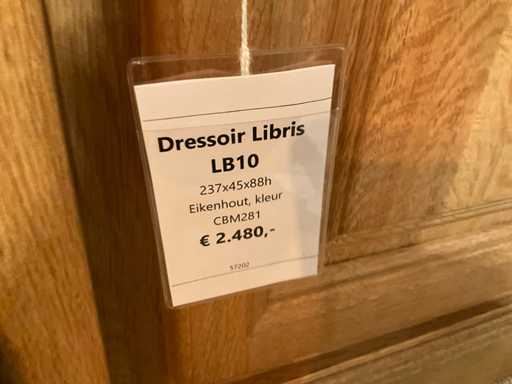 Dressoir Libris
LB10
237x45x88h
Eikenhout, kleur
CBM281
€ 2.480,-
57202